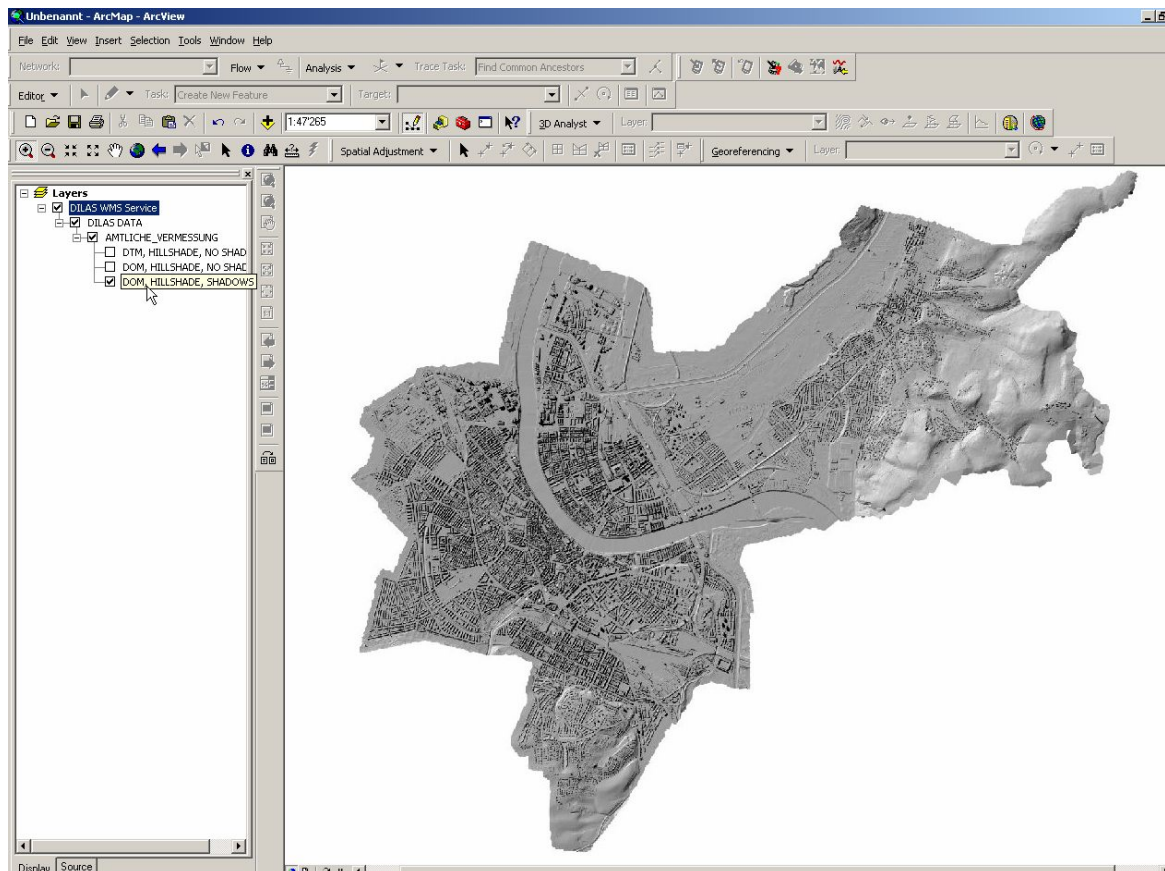 Unbenannt - ArcMap - ArcView
File Edit View Insert Selection Tools Window Help
Network: Flow Analysis Trace Task: Find Common Ancestors
Editor Task: Create New Feature Target:
1:47'265 3D Analyst Layer:
Spatial Adjustment Georeferencing Layer:
Layers
DILAS WMS Service
DILAS DATA
AMTLICHE_VERMESSUNG
DTM, HILLSHADE, NO SHAD
DOM, HILLSHADE, NO SHAD
DOM, HILLSHADE, SHADOWS
Display Source